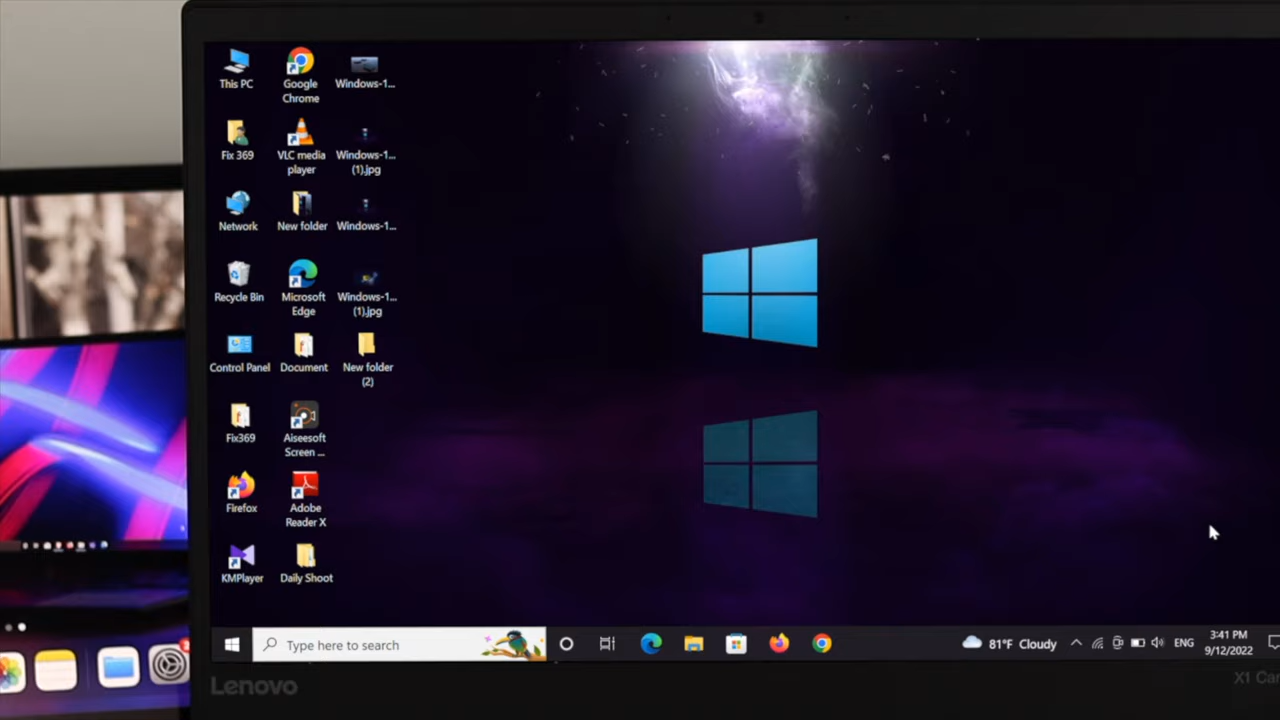 This PC
Google
Chrome
Windows-1...
Fix 369
VLC media
player
Windows-1...
(1).jpg
Network
New folder
Windows-1...
Recycle Bin
Microsoft
Edge
Windows-1...
(1).jpg
Control Panel
Document
New folder
(2)
Fix369
Aiseesoft
Screen ...
Firefox
Adobe
Reader X
KMPlayer
Daily Shoot
Type here to search
81°F Cloudy
ENG
3:41 PM
9/12/2022
Lenovo
X1 Car